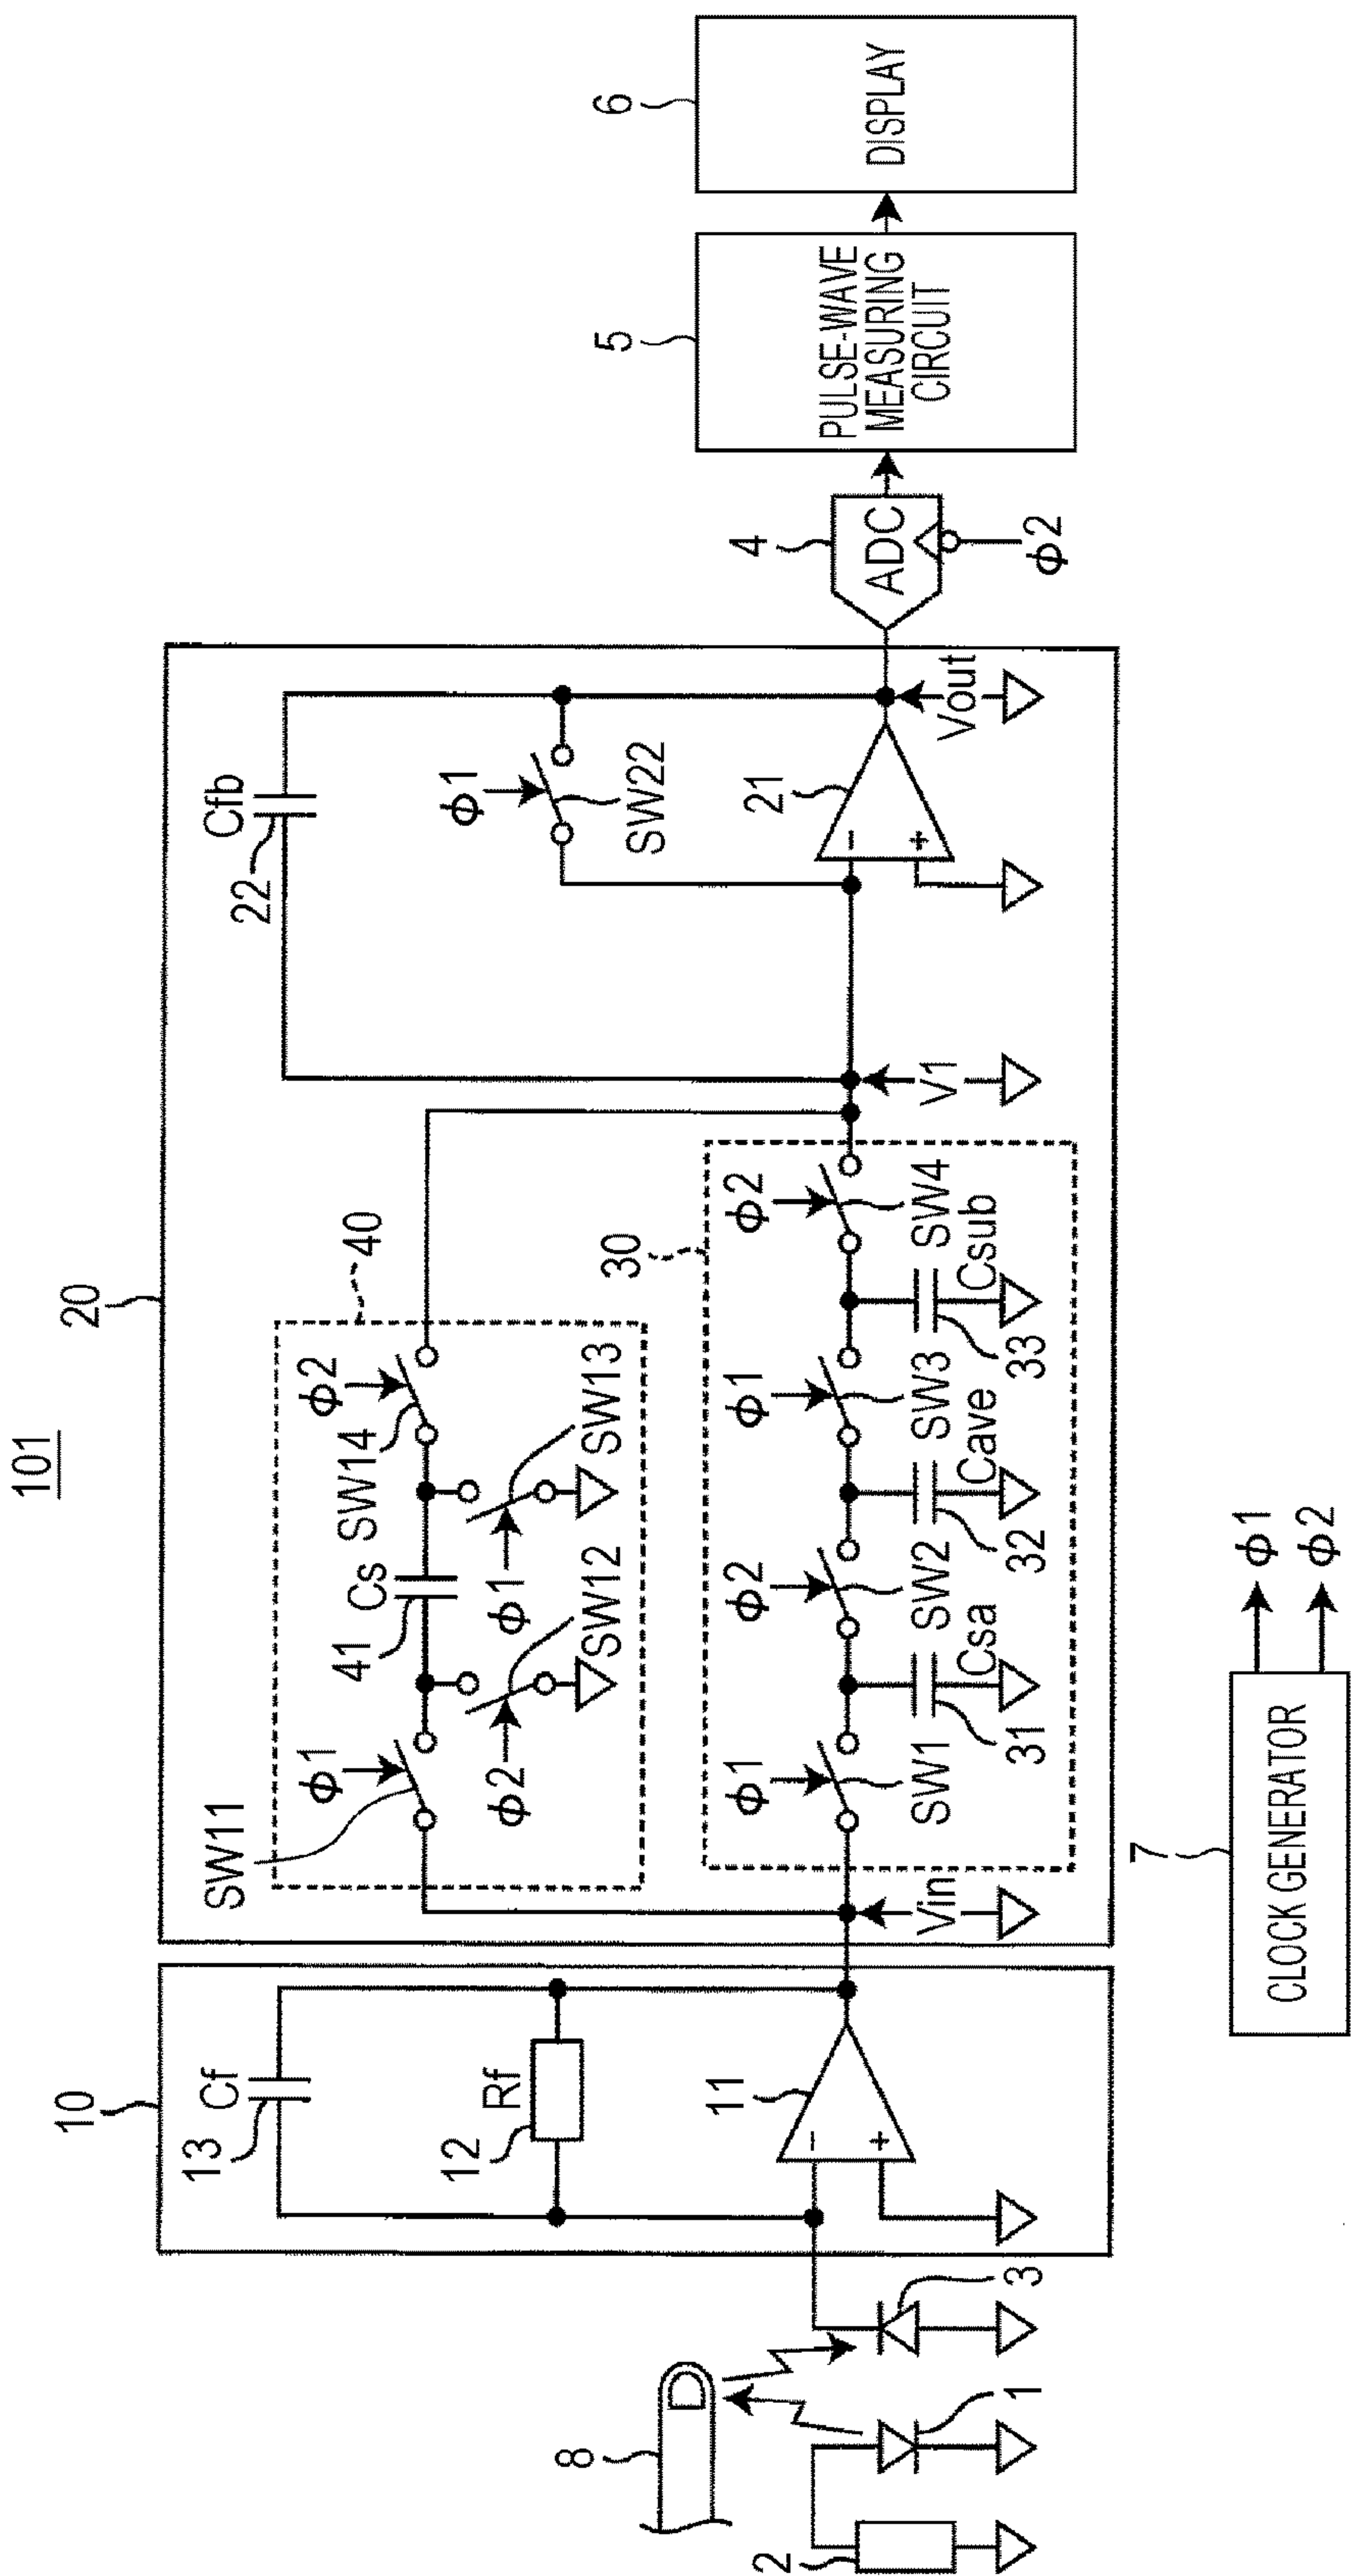 101
10
13
Cf
12
Rf
11
8
2
1
3
20
SW11
ϕ1
41
Cs
SW14
ϕ2
40
ϕ2
SW12
ϕ1
SW13
30
ϕ1
SW1
31
Csa
ϕ2
SW2
32
Cave
ϕ1
SW3
33
Csub
ϕ2
SW4
Vin
V1
22
Cfb
ϕ1
SW22
21
Vout
-
+
-
+
4
ADC
ϕ2
5
PULSE-WAVE
MEASURING
CIRCUIT
6
DISPLAY
7
CLOCK GENERATOR
ϕ1
ϕ2